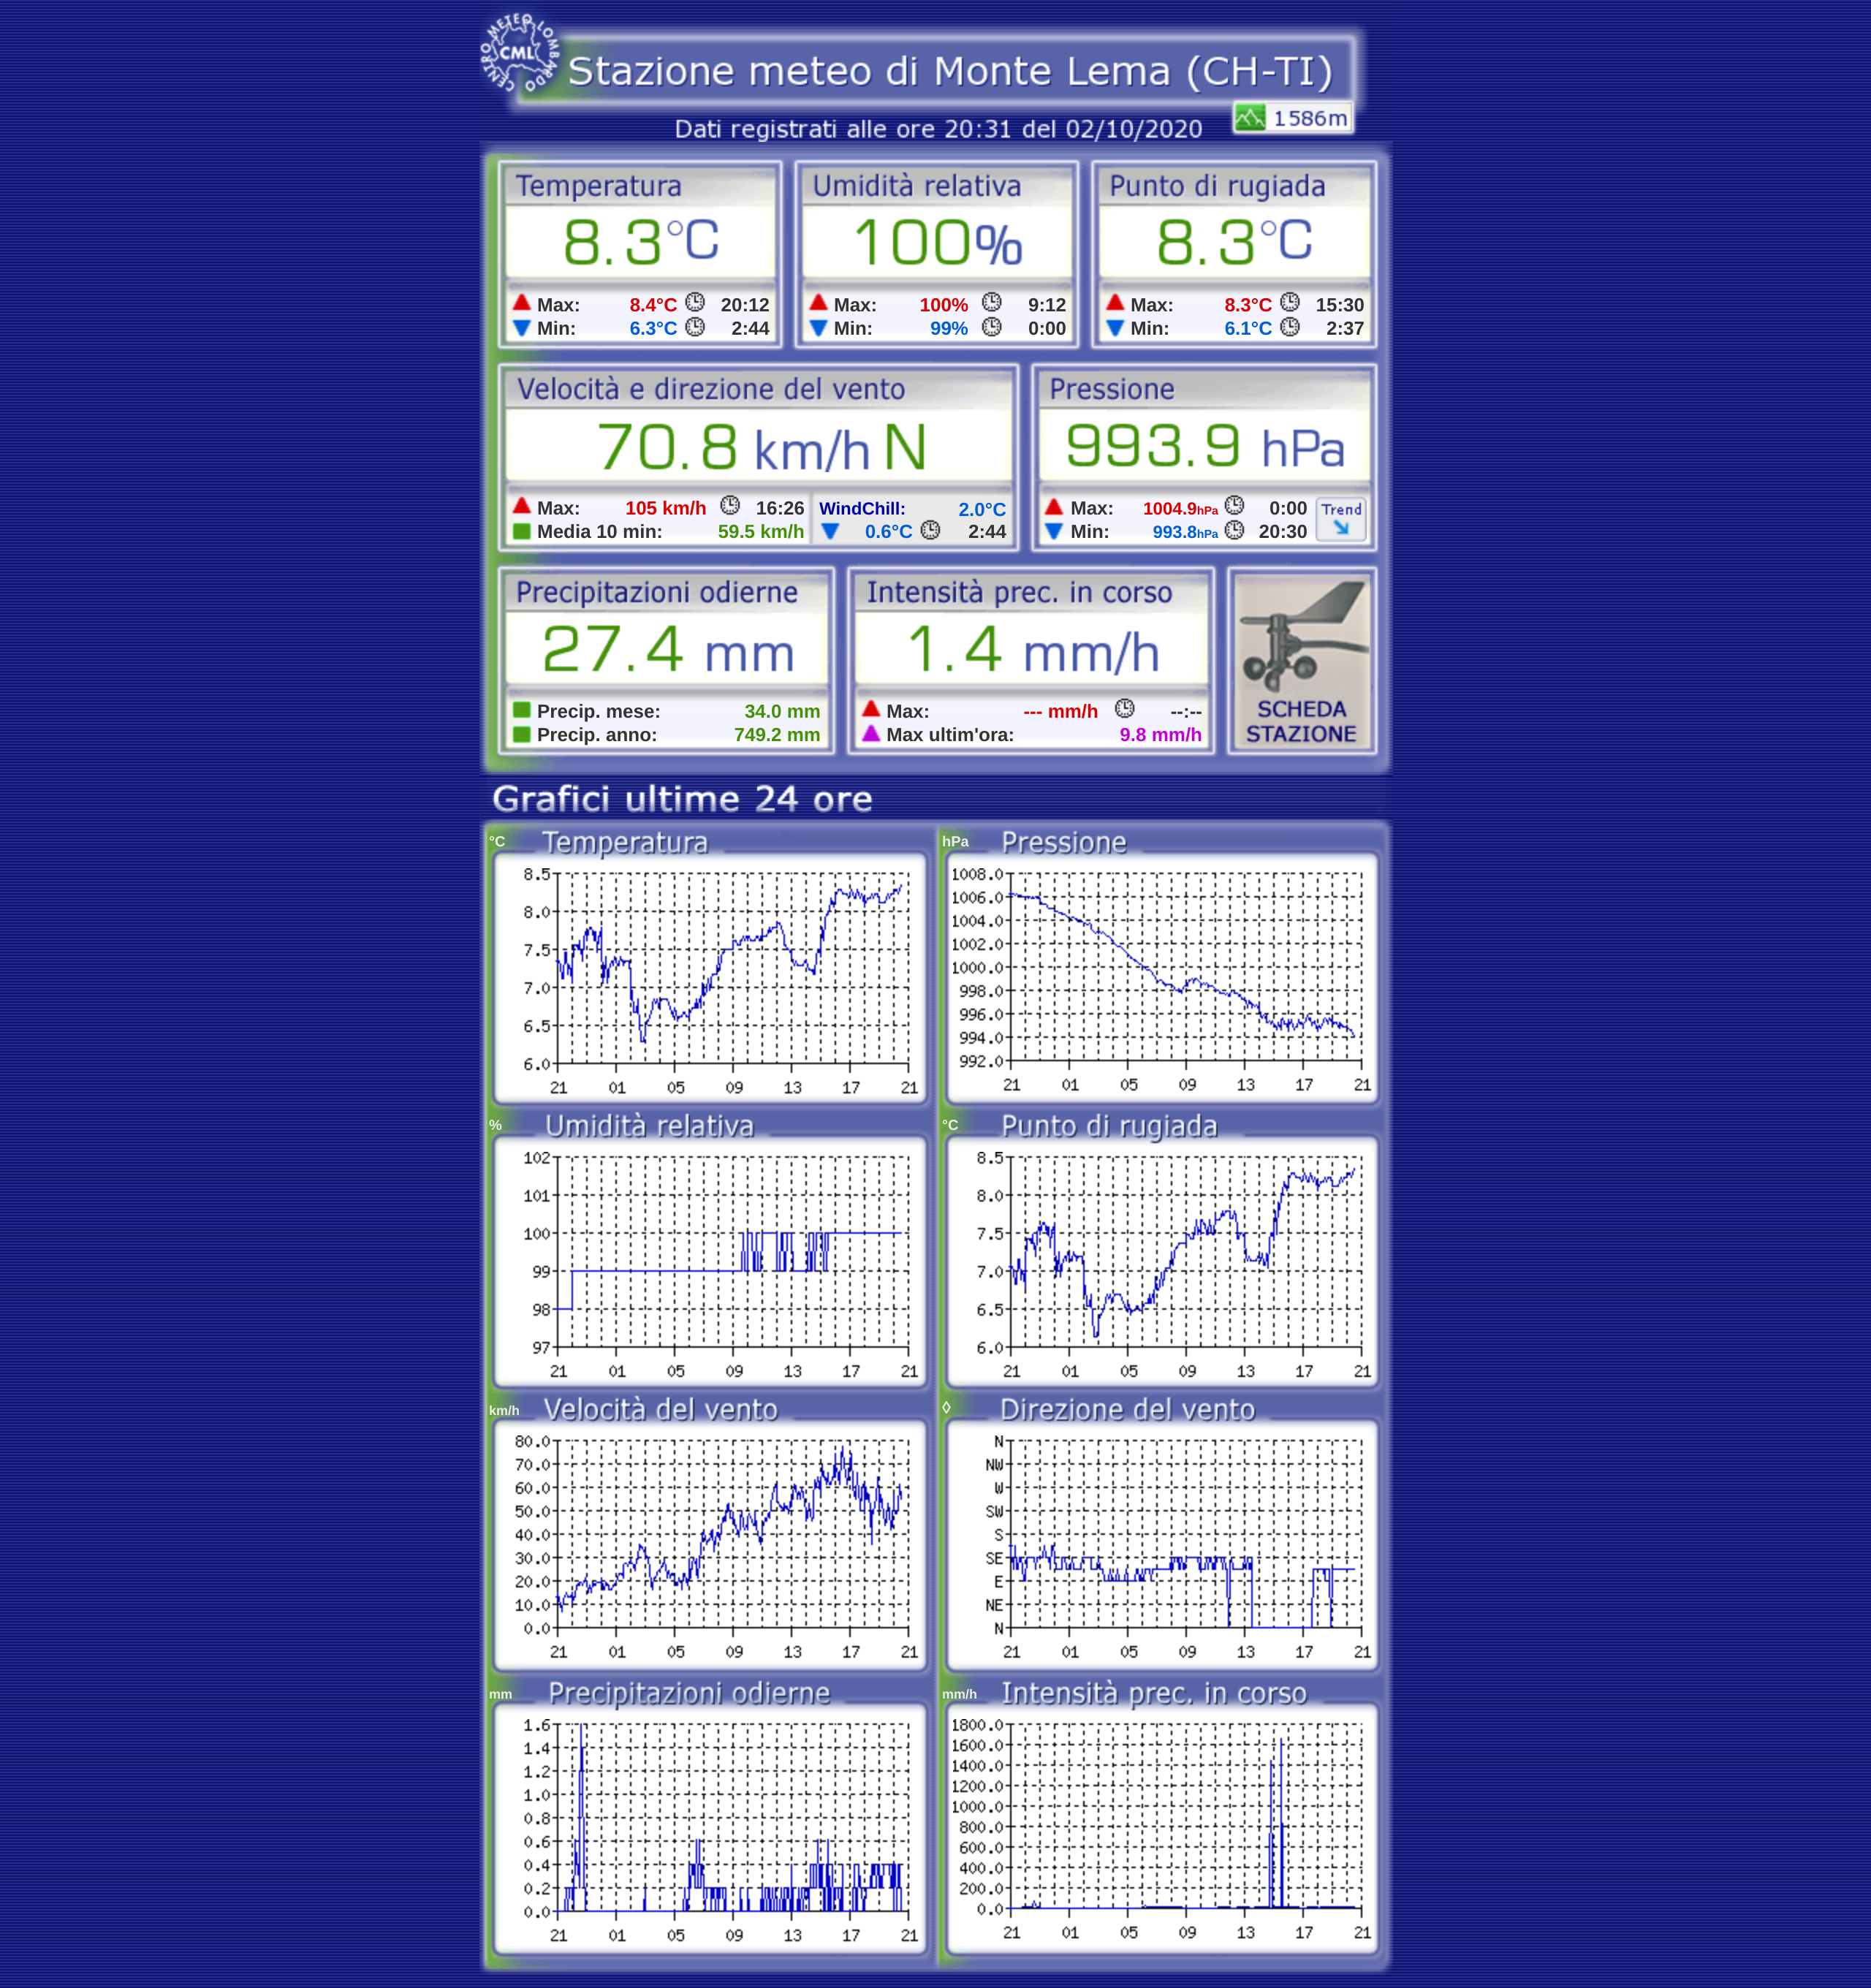 CENTRO METEO LOMBARDO
CML
Stazione meteo di Monte Lema (CH-TI)
1586m
Dati registrati alle ore 20:31 del 02/10/2020
Temperatura Umidità relativa Punto di rugiada
8.3°C 100% 8.3°C
Max: 8.4°C 20:12 Max: 100% 9:12 Max: 8.3°C 15:30
Min: 6.3°C 2:44 Min: 99% 0:00 Min: 6.1°C 2:37
Velocità e direzione del vento Pressione
70.8 km/h N 993.9 hPa
Max: 105 km/h 16:26 WindChill: 2.0°C Max: 1004.9hPa 0:00 Trend
Media 10 min: 59.5 km/h 0.6°C 2:44 Min: 993.8hPa 20:30
Precipitazioni odierne Intensità prec. in corso
27.4 mm 1.4 mm/h
Precip. mese: 34.0 mm Max: --- mm/h --:-- SCHEDA
Precip. anno: 749.2 mm Max ultim'ora: 9.8 mm/h STAZIONE
Grafici ultime 24 ore
°C Temperatura
8.5
8.0
7.5
7.0
6.5
6.0
21 01 05 09 13 17 21
hPa Pressione
1008.0
1006.0
1004.0
1002.0
1000.0
998.0
996.0
994.0
992.0
21 01 05 09 13 17 21
% Umidità relativa
102
101
100
99
98
97
21 01 05 09 13 17 21
°C Punto di rugiada
8.5
8.0
7.5
7.0
6.5
6.0
21 01 05 09 13 17 21
km/h Velocità del vento
80.0
70.0
60.0
50.0
40.0
30.0
20.0
10.0
0.0
21 01 05 09 13 17 21
◊ Direzione del vento
N
NW
W
SW
S
SE
E
NE
N
21 01 05 09 13 17 21
mm Precipitazioni odierne
1.6
1.4
1.2
1.0
0.8
0.6
0.4
0.2
0.0
21 01 05 09 13 17 21
mm/h Intensità prec. in corso
1800.0
1600.0
1400.0
1200.0
1000.0
800.0
600.0
400.0
200.0
0.0
21 01 05 09 13 17 21